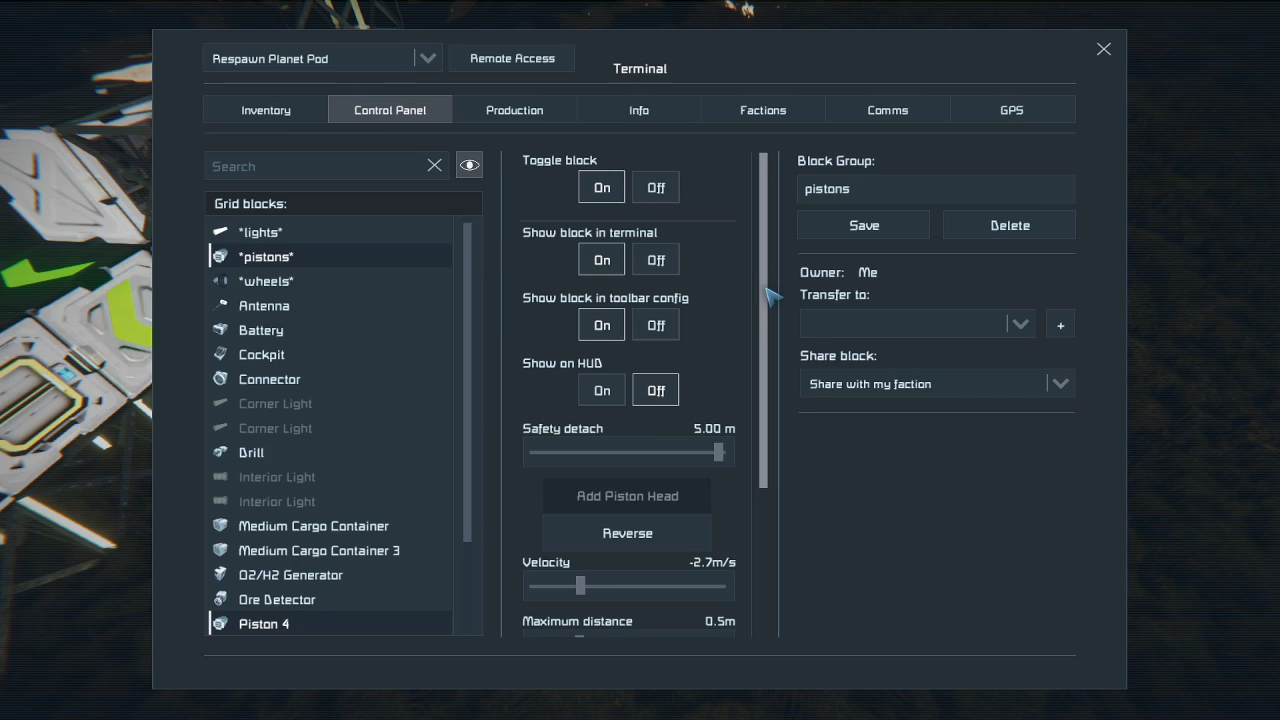 Respawn Planet Pod
Remote Access
Terminal
Inventory
Control Panel
Production
Info
Factions
Comms
GPS
Search
Grid blocks:
*lights*
*pistons*
*wheels*
Antenna
Battery
Cockpit
Connector
Corner Light
Corner Light
Drill
Interior Light
Interior Light
Medium Cargo Container
Medium Cargo Container 3
O2/H2 Generator
Ore Detector
Piston 4
Toggle block
On Off
Show block in terminal
On Off
Show block in toolbar config
On Off
Show on HUD
On Off
Safety detach 5.00 m
Add Piston Head
Reverse
Velocity -2.7m/s
Maximum distance 0.5m
Block Group:
pistons
Save Delete
Owner: Me
Transfer to:
+
Share block:
Share with my faction